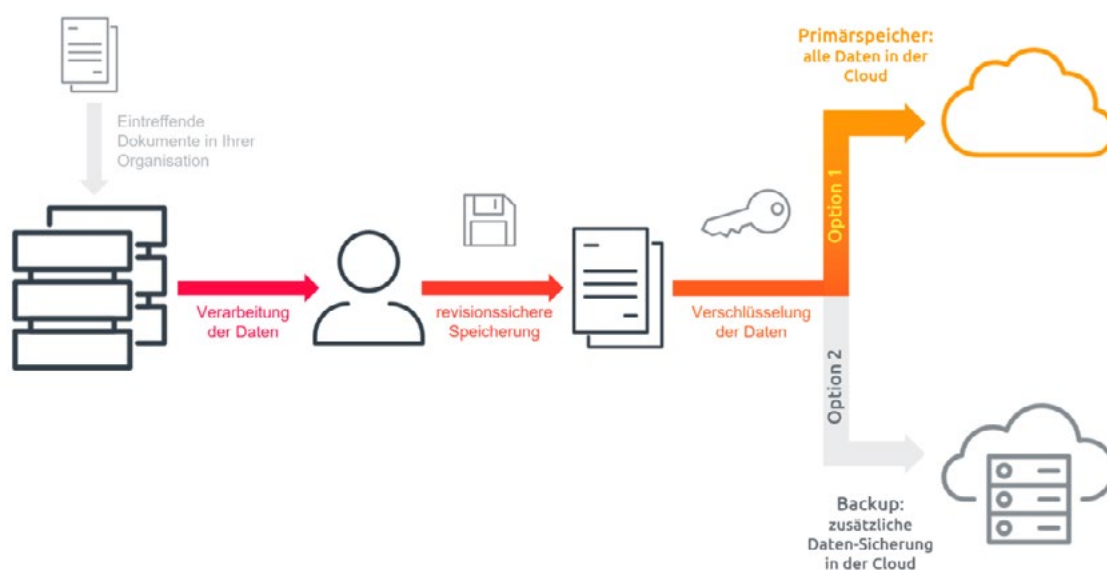 Eintreffende
Dokumente in Ihrer
Organisation
Verarbeitung
der Daten
revisionssichere
Speicherung
Verschlüsselung
der Daten
Option 1
Primärspeicher:
alle Daten in der
Cloud
Option 2
Backup:
zusätzliche
Daten-Sicherung
in der Cloud